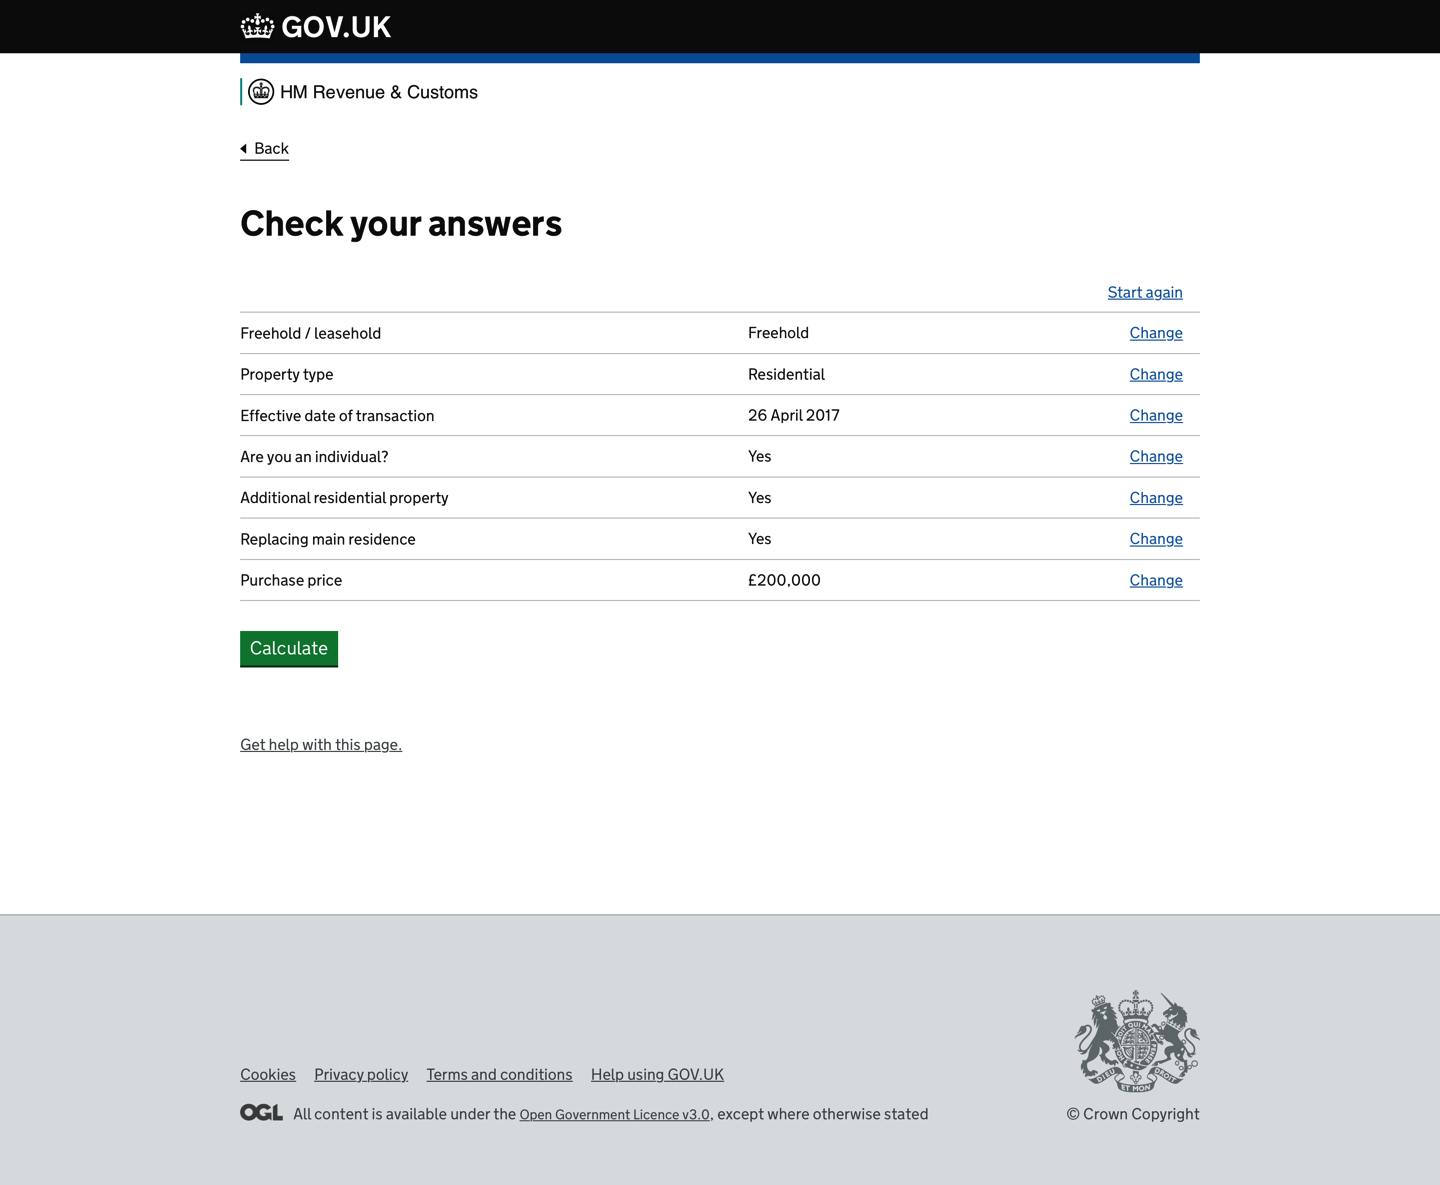 GOV.UK
HM Revenue & Customs
Back
Check your answers
Start again
Freehold / leasehold Freehold Change
Property type Residential Change
Effective date of transaction 26 April 2017 Change
Are you an individual? Yes Change
Additional residential property Yes Change
Replacing main residence Yes Change
Purchase price £200,000 Change
Calculate
Get help with this page.
Cookies Privacy policy Terms and conditions Help using GOV.UK
OGL All content is available under the Open Government Licence v3.0, except where otherwise stated
© Crown Copyright